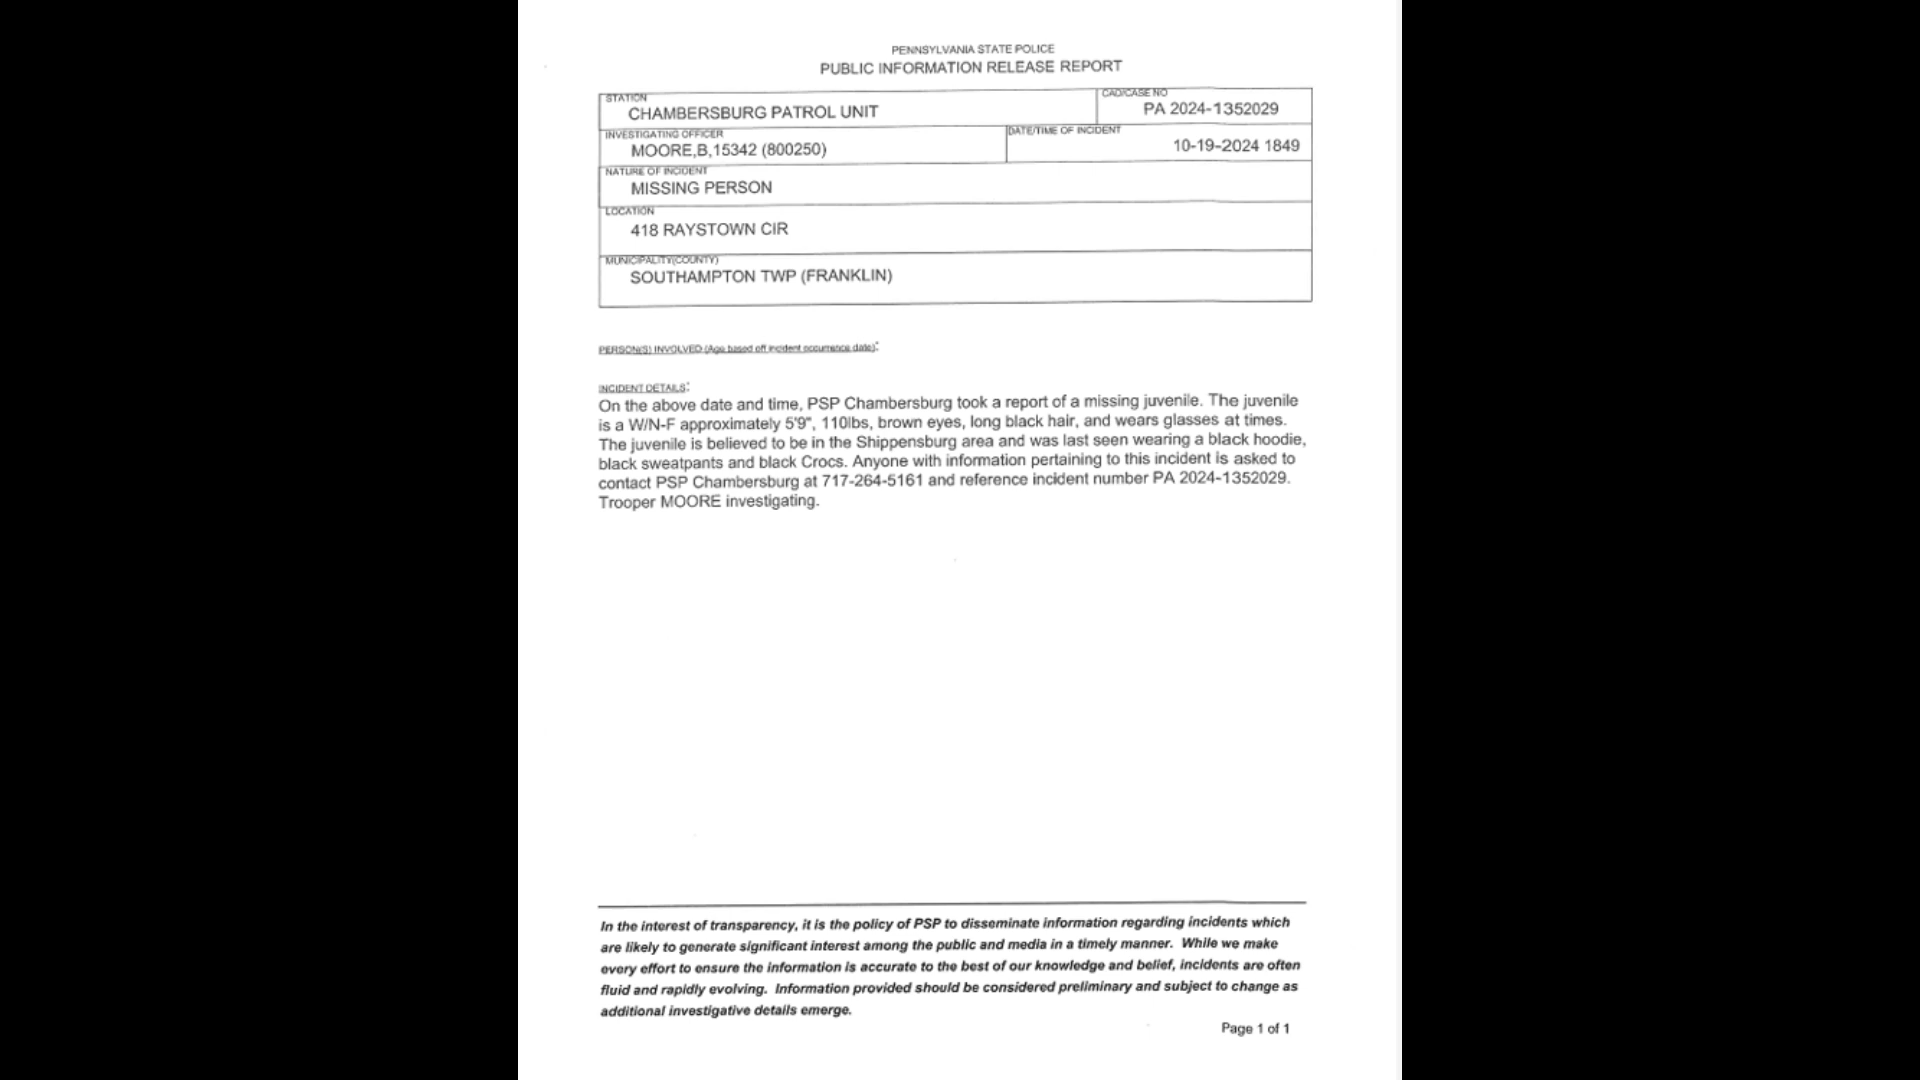 PENNSYLVANIA STATE POLICE
PUBLIC INFORMATION RELEASE REPORT
STATION
CHAMBERSBURG PATROL UNIT
CAD/CASE NO
PA 2024-1352029
INVESTIGATING OFFICER
MOORE,B,15342 (800250)
DATE/TIME OF INCIDENT
10-19-2024 1849
NATURE OF INCIDENT
MISSING PERSON
LOCATION
418 RAYSTOWN CIR
MUNICIPALITY(COUNTY)
SOUTHAMPTON TWP (FRANKLIN)
PERSON(S) INVOLVED (Age based off incident occurrence date):
INCIDENT DETAILS:
On the above date and time, PSP Chambersburg took a report of a missing juvenile. The juvenile
is a W/N-F approximately 5'9", 110lbs, brown eyes, long black hair, and wears glasses at times.
The juvenile is believed to be in the Shippensburg area and was last seen wearing a black hoodie,
black sweatpants and black Crocs. Anyone with information pertaining to this incident is asked to
contact PSP Chambersburg at 717-264-5161 and reference incident number PA 2024-1352029.
Trooper MOORE investigating.
In the interest of transparency, it is the policy of PSP to disseminate information regarding incidents which
are likely to generate significant interest among the public and media in a timely manner. While we make
every effort to ensure the information is accurate to the best of our knowledge and belief, incidents are often
fluid and rapidly evolving. Information provided should be considered preliminary and subject to change as
additional investigative details emerge.
Page 1 of 1